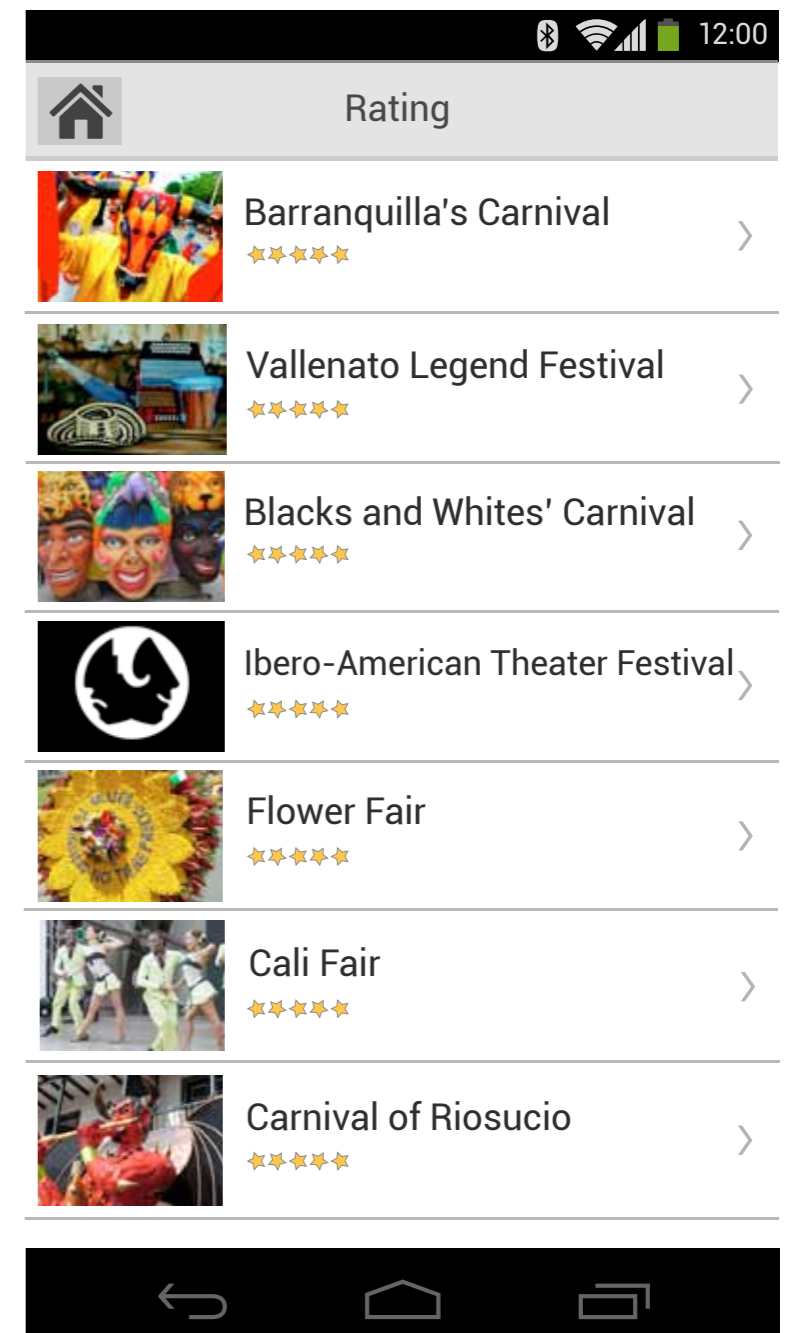 12:00
Rating
Barranquilla's Carnival
Vallenato Legend Festival
Blacks and Whites' Carnival
Ibero-American Theater Festival
Flower Fair
Cali Fair
Carnival of Riosucio